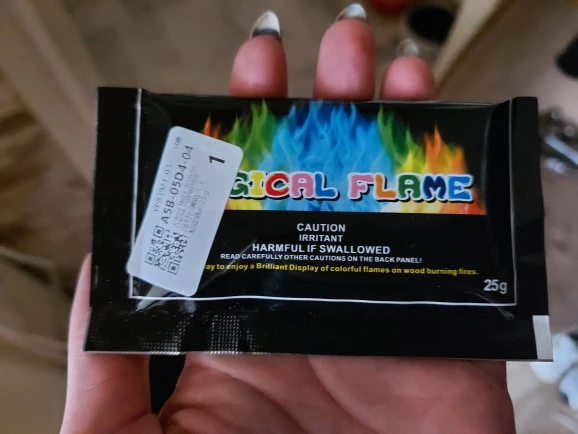 GICAL FLAME
CAUTION
IRRITANT
HARMFUL IF SWALLOWED
READ CAREFULLY OTHER CAUTIONS ON THE BACK PANEL!
ay to enjoy a Brilliant Display of colorful flames on wood burning fires.
25g
A5B-05D4-04
1